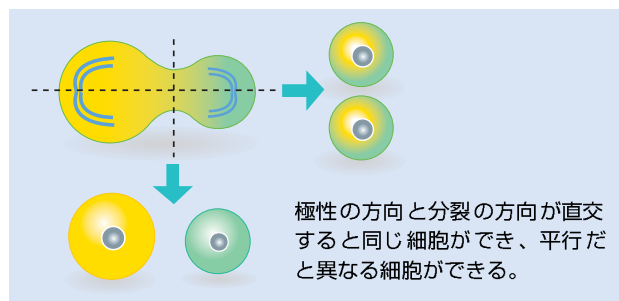 極性の方向と分裂の方向が直交
すると同じ細胞ができ、平行だ
と異なる細胞ができる。